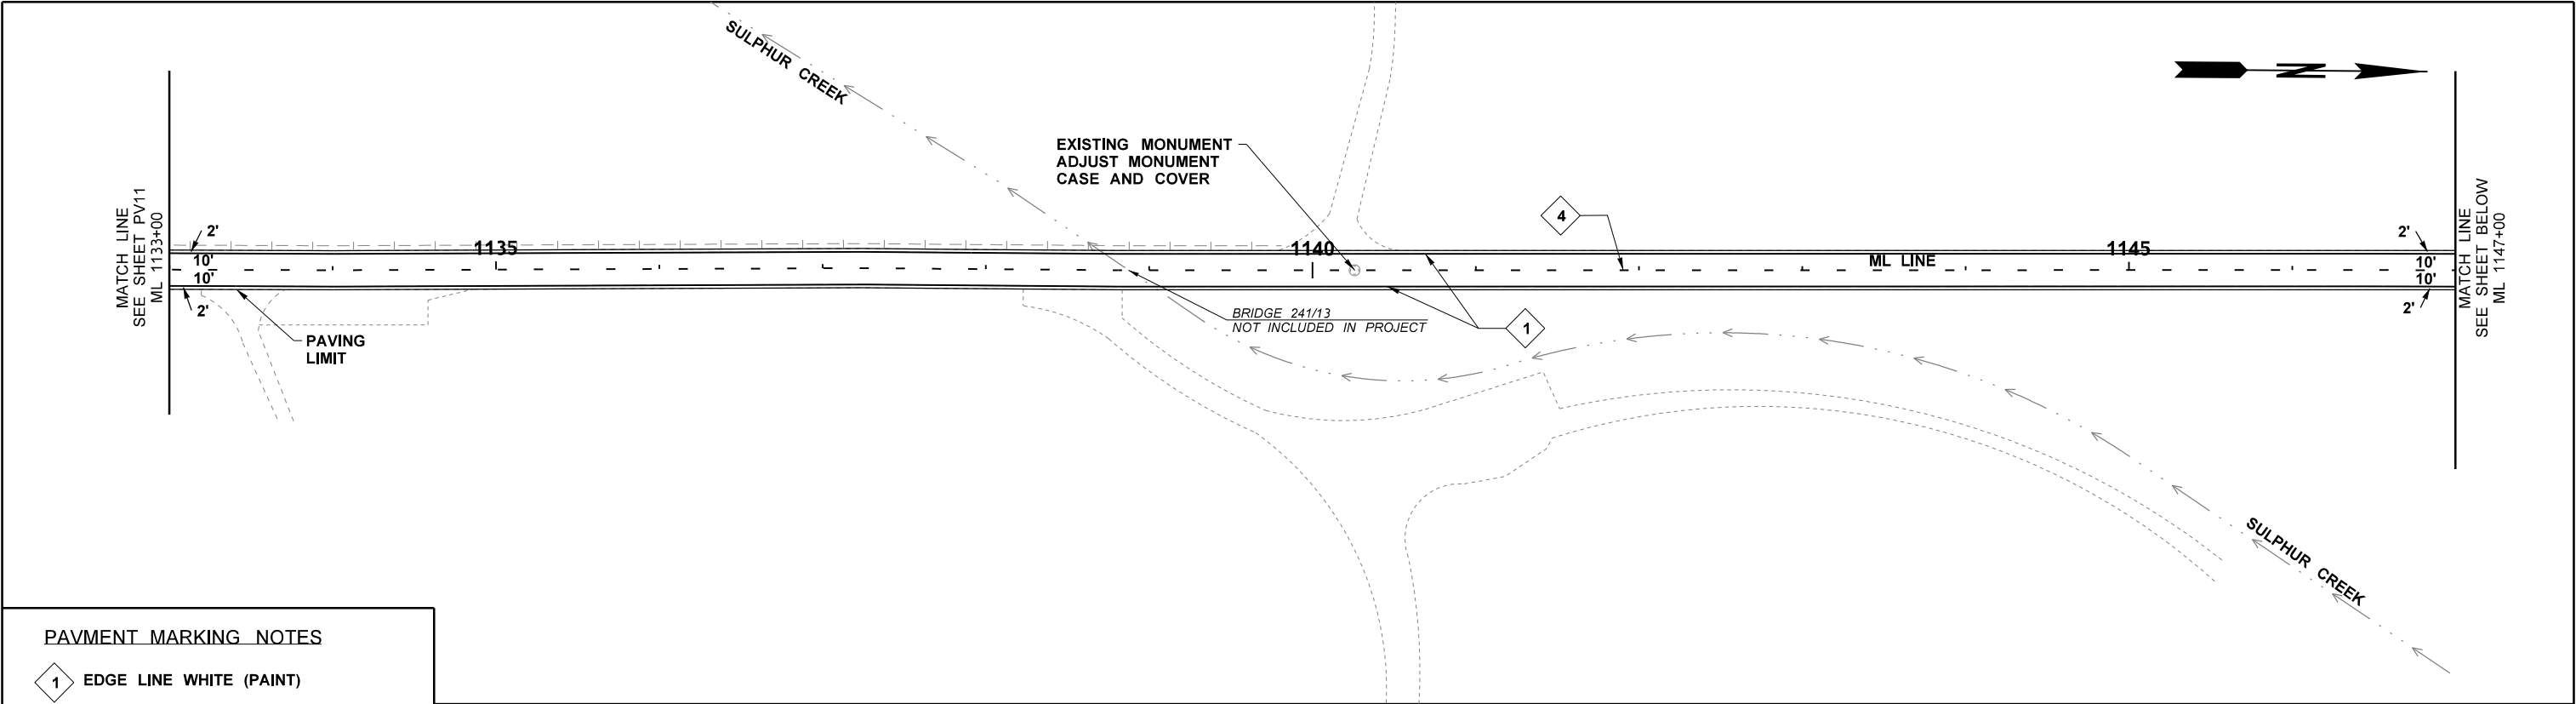 SULPHUR CREEK
N
EXISTING MONUMENT
ADJUST MONUMENT
CASE AND COVER
MATCH LINE
SEE SHEET PV11
ML 1133+00
2'
10'
10'
2'
1135
1140
4
ML LINE
1145
2'
10'
10'
2'
MATCH LINE
SEE SHEET BELOW
ML 1147+00
PAVING
LIMIT
BRIDGE 241/13
NOT INCLUDED IN PROJECT
1
SULPHUR CREEK
PAVMENT MARKING NOTES
1 EDGE LINE WHITE (PAINT)